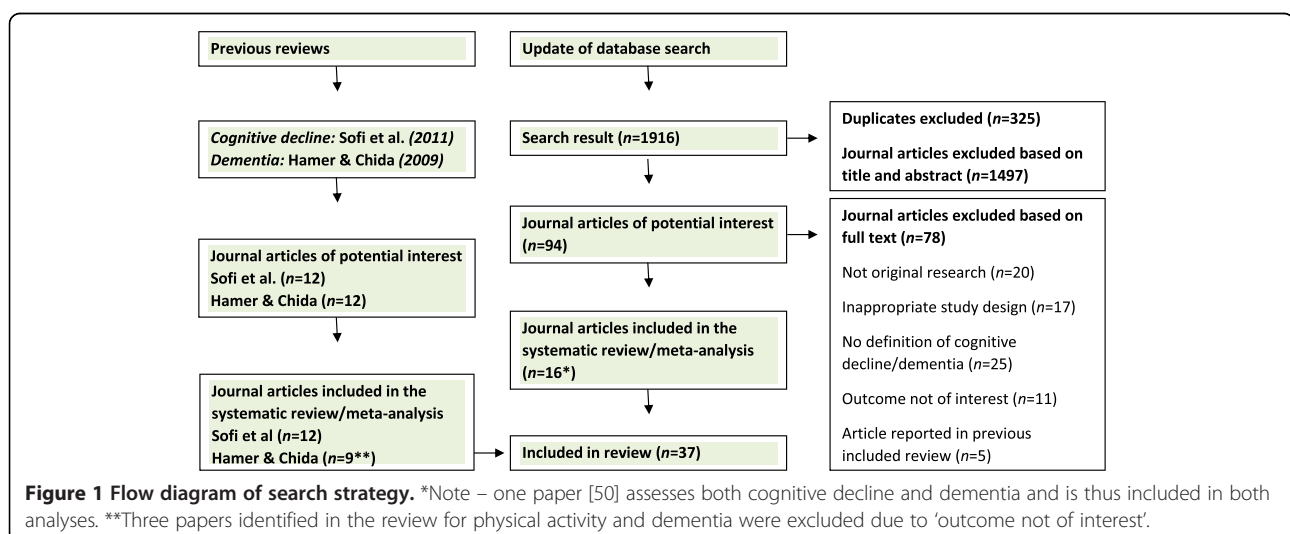 Previous reviews
Cognitive decline: Sofi et al. (2011)
Dementia: Hamer & Chida (2009)
Journal articles of potential interest
Sofi et al. (n=12)
Hamer & Chida (n=12)
Journal articles included in the
systematic review/meta-analysis
Sofi et al (n=12)
Hamer & Chida (n=9**)
Update of database search
Search result (n=1916)
Journal articles of potential interest
(n=94)
Journal articles included in the
systematic review/meta-analysis
(n=16*)
Included in review (n=37)
Duplicates excluded (n=325)
Journal articles excluded based on
title and abstract (n=1497)
Journal articles excluded based on
full text (n=78)
Not original research (n=20)
Inappropriate study design (n=17)
No definition of cognitive
decline/dementia (n=25)
Outcome not of interest (n=11)
Article reported in previous
included review (n=5)
Figure 1 Flow diagram of search strategy. *Note – one paper [50] assesses both cognitive decline and dementia and is thus included in both
analyses. **Three papers identified in the review for physical activity and dementia were excluded due to ‘outcome not of interest’.